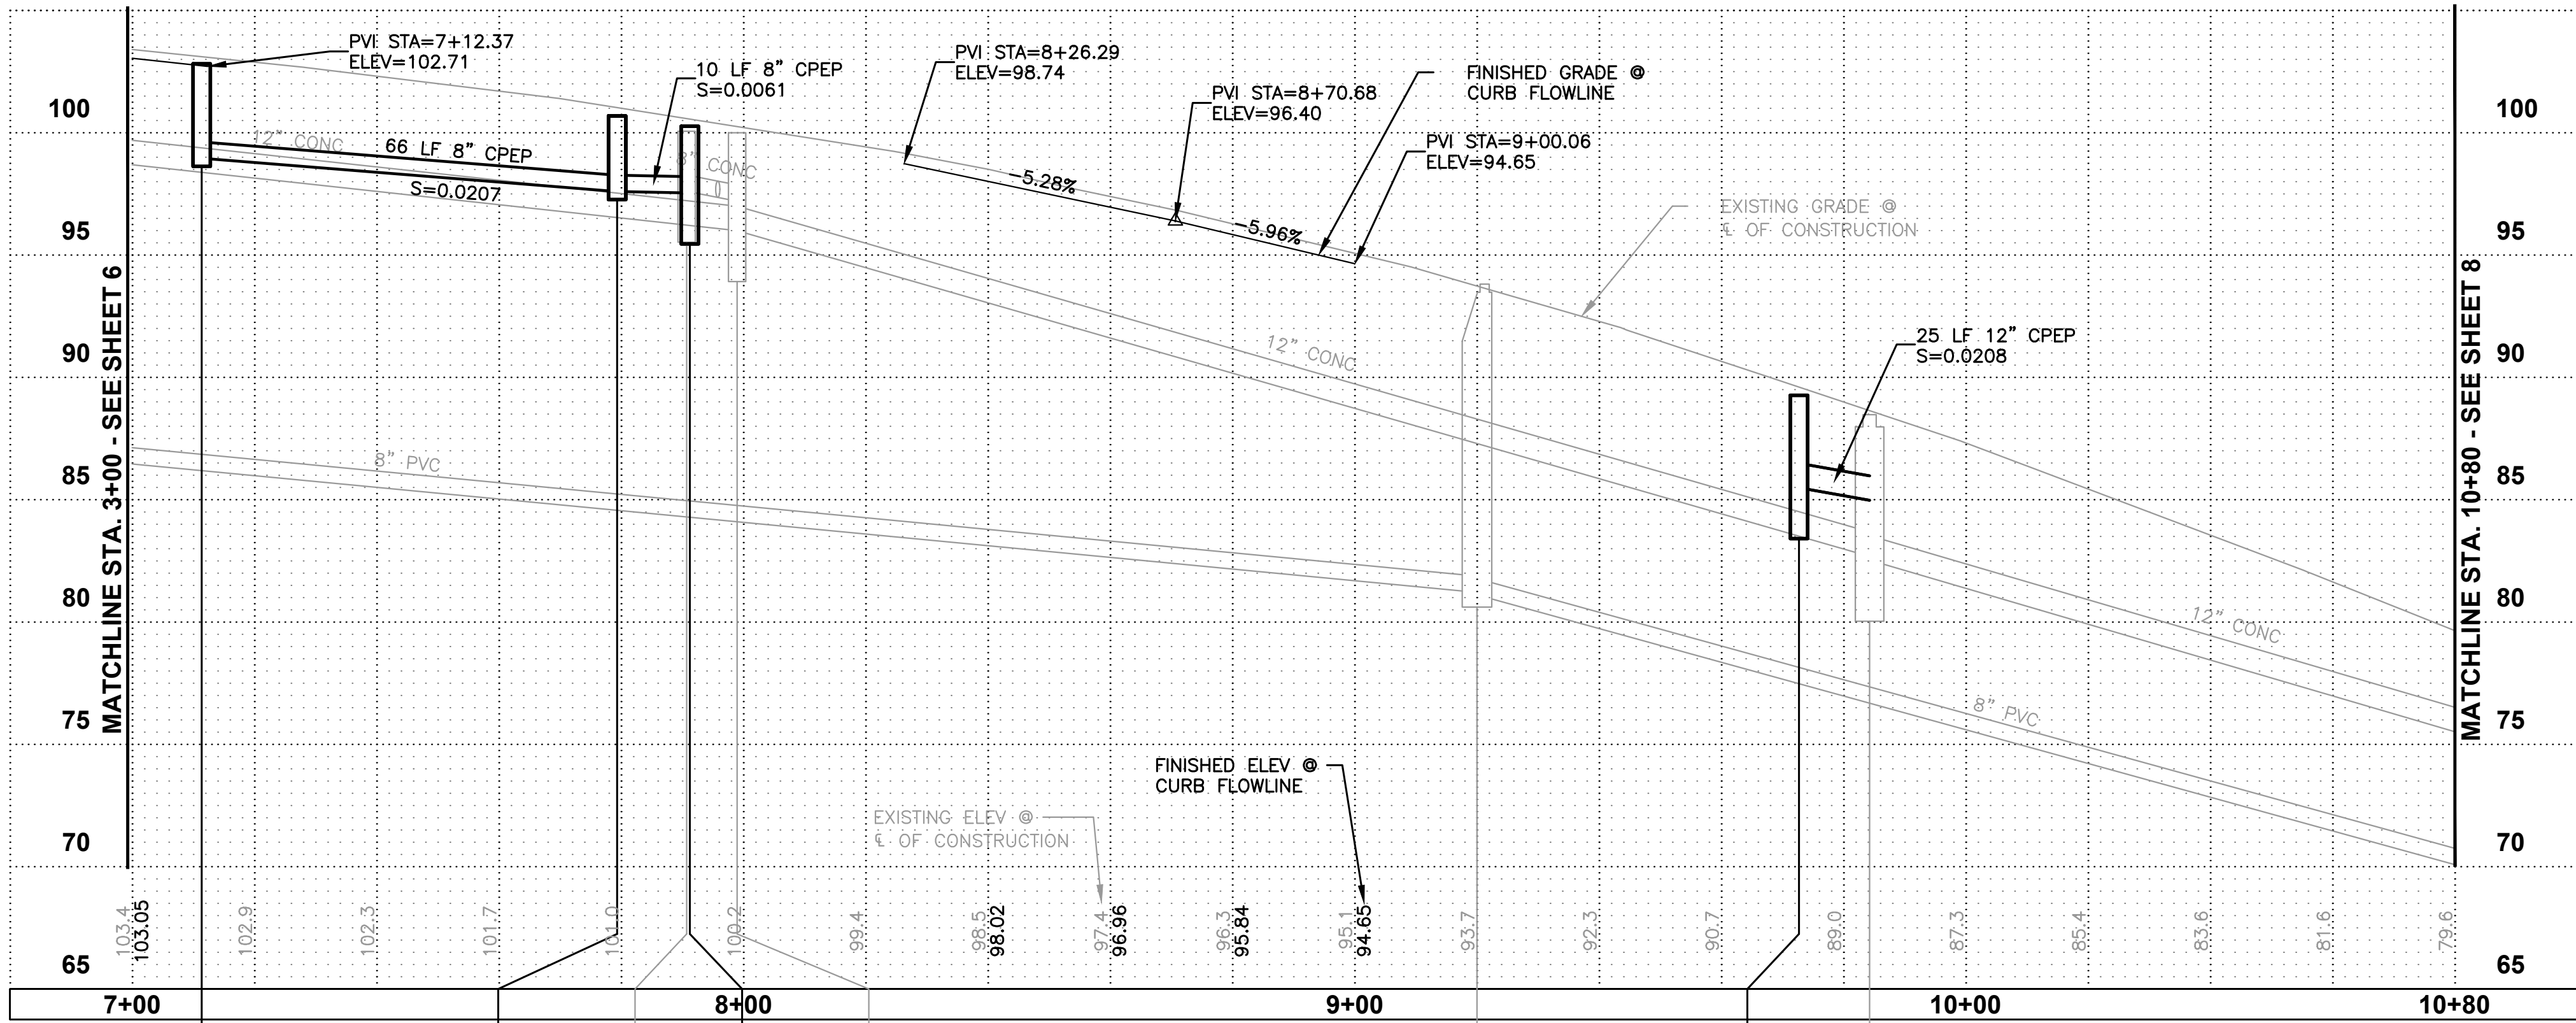 PVI STA=7+12.37
ELEV=102.71
10 LF 8" CPEP
S=0.0061
PVI STA=8+26.29
ELEV=98.74
PVI STA=8+70.68
ELEV=96.40
FINISHED GRADE @
CURB FLOWLINE
PVI STA=9+00.06
ELEV=94.65
12" CONC
66 LF 8" CPEP
S=0.0207
8" CONC
-5.28%
-5.96%
EXISTING GRADE @
℄ OF CONSTRUCTION
12" CONC
25 LF 12" CPEP
S=0.0208
8" PVC
12" CONC
8" PVC
FINISHED ELEV @
CURB FLOWLINE
EXISTING ELEV @
℄ OF CONSTRUCTION
100
95
90
85
80
75
70
65
MATCHLINE STA. 3+00 - SEE SHEET 6
100
95
90
85
80
75
70
65
MATCHLINE STA. 10+80 - SEE SHEET 8
103.4
103.05
102.9
102.3
101.7
101.0
100.2
99.4
98.5
98.02
97.4
96.96
96.3
95.84
95.1
94.65
93.7
92.3
90.7
89.0
87.3
85.4
83.6
81.6
79.6
7+00
8+00
9+00
10+00
10+80